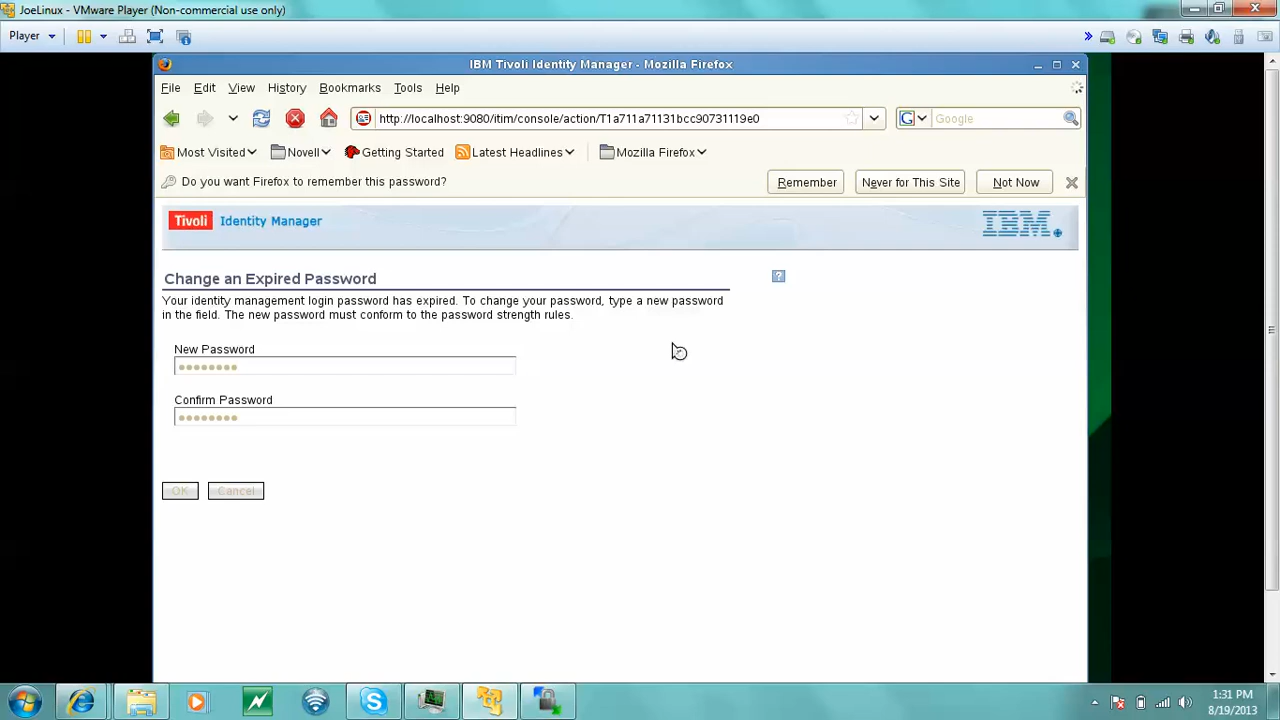 JoeLinux - VMware Player (Non-commercial use only)
Player
IBM Tivoli Identity Manager - Mozilla Firefox
File Edit View History Bookmarks Tools Help
http://localhost:9080/itim/console/action/T1a711a71131bcc90731119e0
G Google
Most Visited Novell Getting Started Latest Headlines Mozilla Firefox
Do you want Firefox to remember this password? Remember Never for This Site Not Now
Tivoli Identity Manager IBM
Change an Expired Password ?
Your identity management login password has expired. To change your password, type a new password
in the field. The new password must conform to the password strength rules.
New Password
Confirm Password
OK Cancel
1:31 PM
8/19/2013